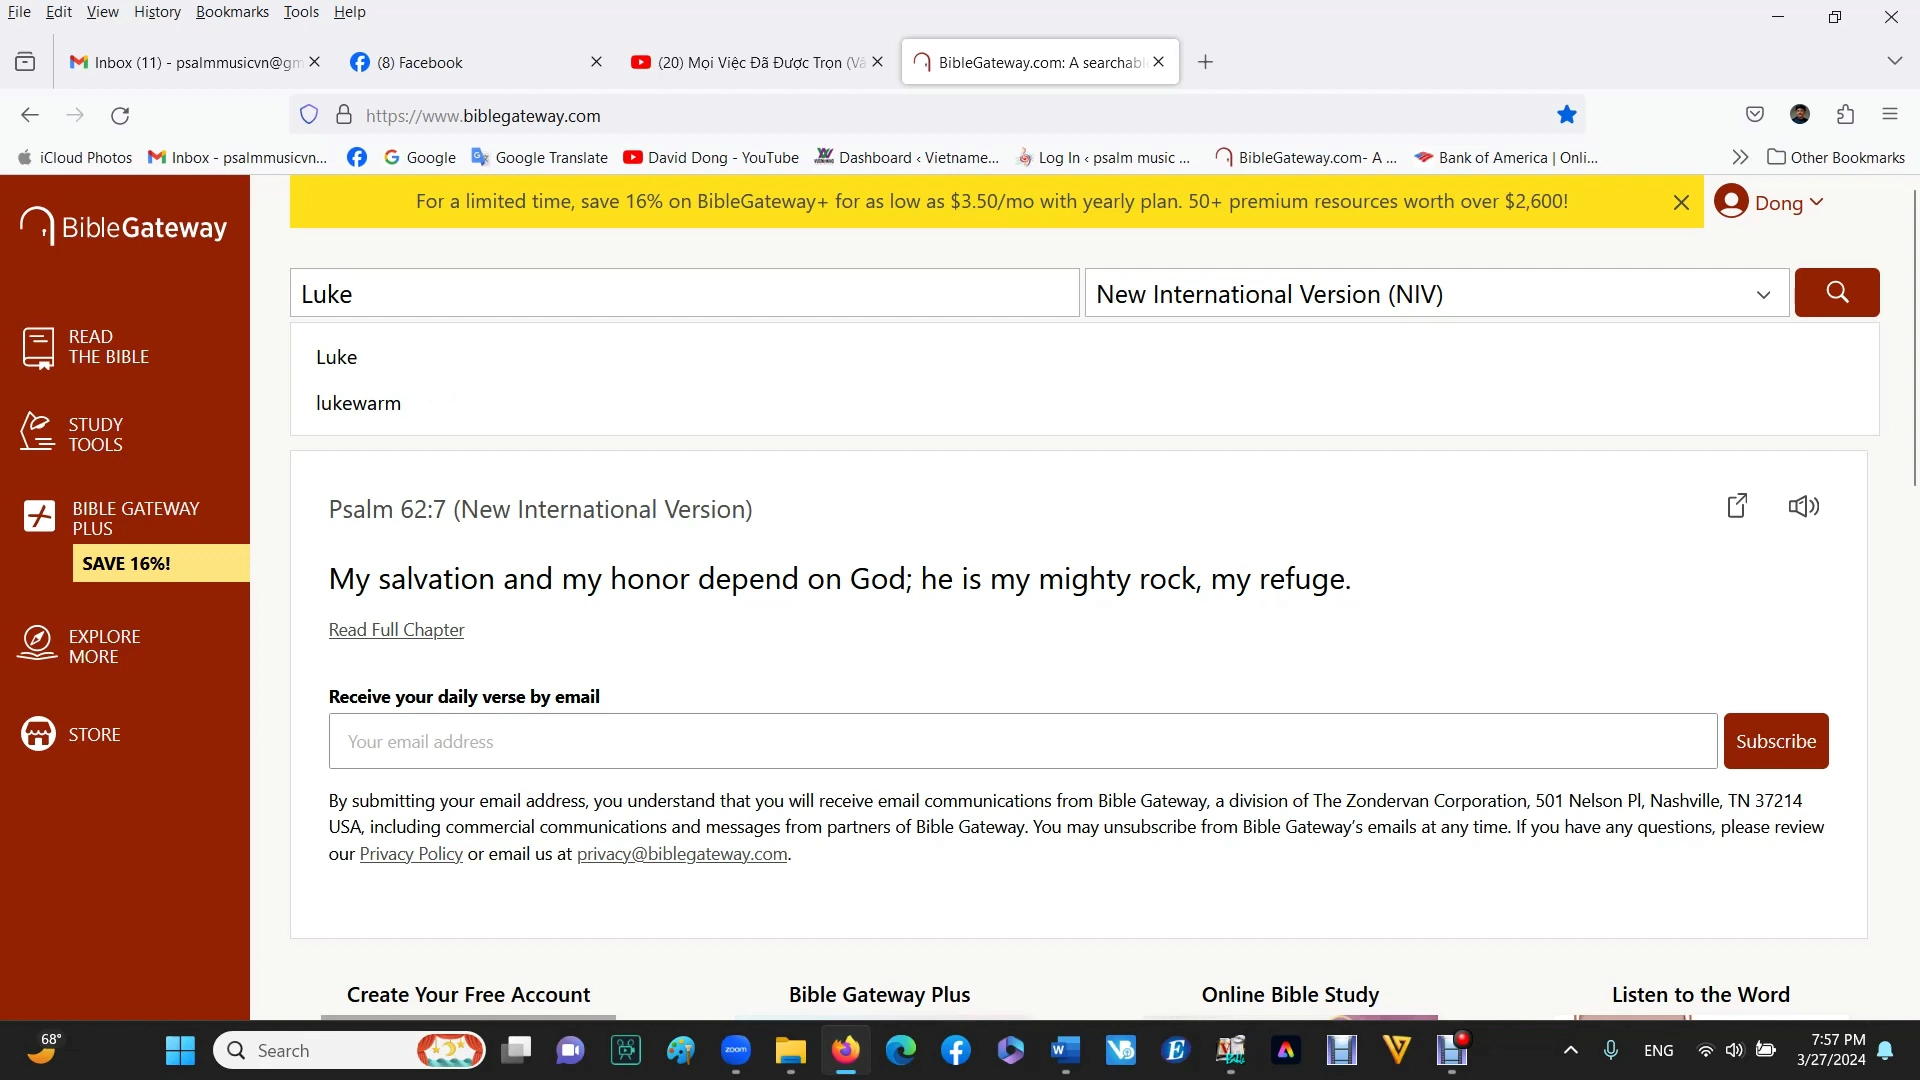 File Edit View History Bookmarks Tools Help
Inbox (11) - psalmmusicvn@gm
(8) Facebook
(20) Mọi Việc Đã Được Trọn (Vă
BibleGateway.com: A searchabl
https://www.biblegateway.com
iCloud Photos
Inbox - psalmmusicvn...
Google
Google Translate
David Dong - YouTube
Dashboard ‹ Vietname...
Log In ‹ psalm music ...
BibleGateway.com- A ...
Bank of America | Onli...
Other Bookmarks
BibleGateway
For a limited time, save 16% on BibleGateway+ for as low as $3.50/mo with yearly plan. 50+ premium resources worth over $2,600!
Dong
Luke
New International Version (NIV)
Luke
lukewarm
READ
THE BIBLE
STUDY
TOOLS
BIBLE GATEWAY
PLUS
SAVE 16%!
EXPLORE
MORE
STORE
Psalm 62:7 (New International Version)
My salvation and my honor depend on God; he is my mighty rock, my refuge.
Read Full Chapter
Receive your daily verse by email
Your email address
Subscribe
By submitting your email address, you understand that you will receive email communications from Bible Gateway, a division of The Zondervan Corporation, 501 Nelson Pl, Nashville, TN 37214
USA, including commercial communications and messages from partners of Bible Gateway. You may unsubscribe from Bible Gateway’s emails at any time. If you have any questions, please review
our Privacy Policy or email us at privacy@biblegateway.com.
Create Your Free Account
Bible Gateway Plus
Online Bible Study
Listen to the Word
68°
Search
zoom
ENG
7:57 PM
3/27/2024